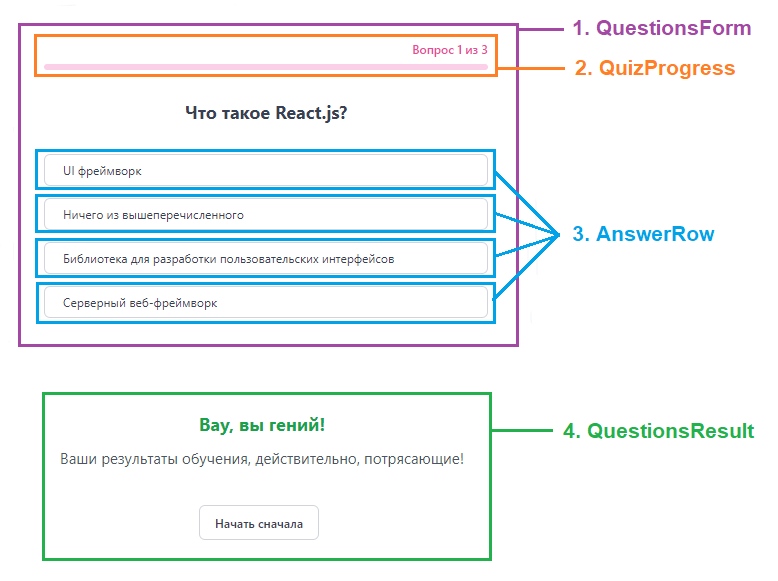 1. QuestionsForm
Вопрос 1 из 3
2. QuizProgress
Что такое React.js?
UI фреймворк
Ничего из вышеперечисленного
Библиотека для разработки пользовательских интерфейсов
Серверный веб-фреймворк
3. AnswerRow
Вау, вы гений!
Ваши результаты обучения, действительно, потрясающие!
Начать сначала
4. QuestionsResult